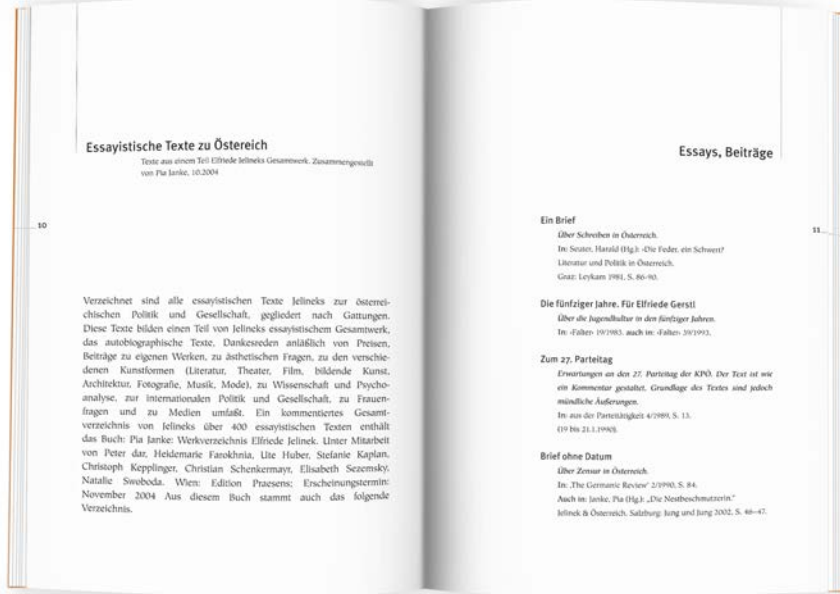 Essayistische Texte zu Östereich
Texte aus einem Teil Elfriede Jelineks Gesamtwerk. Zusammengestellt
von Pia Janke, 10.2004
10
Verzeichnet sind alle essayistischen Texte Jelineks zur österrei-
chischen Politik und Gesellschaft, gegliedert nach Gattungen.
Diese Texte bilden einen Teil von Jelineks essayistischem Gesamtwerk,
das autobiographische Texte, Dankesreden anläßlich von Preisen,
Beiträge zu eigenen Werken, zu ästhetischen Fragen, zu den verschie-
denen Kunstformen (Literatur, Theater, Film, bildende Kunst,
Architektur, Fotografie, Musik, Mode), zu Wissenschaft und Psycho-
analyse, zur internationalen Politik und Gesellschaft, zu Frauen-
fragen und zu Medien umfaßt. Ein kommentiertes Gesamt-
verzeichnis von Jelineks über 400 essayistischen Texten enthält
das Buch: Pia Janke: Werkverzeichnis Elfriede Jelinek. Unter Mitarbeit
von Peter dar, Heidemarie Farokhnia, Ute Huber, Stefanie Kaplan,
Christoph Kepplinger, Christian Schenkermayr, Elisabeth Sezemsky,
Natalie Swoboda. Wien: Edition Praesens; Erscheinungstermin:
November 2004 Aus diesem Buch stammt auch das folgende
Verzeichnis.
Essays, Beiträge
11
Ein Brief
Über Schreiben in Österreich.
In: Seuter, Harald (Hg.): ‹Die Feder, ein Schwert?
Literatur und Politik in Österreich.
Graz: Leykam 1981, S. 86-90.
Die fünfziger Jahre. Für Elfriede Gerstl
Über die Jugendkultur in den fünfziger Jahren.
In: ‹Falter› 19/1983. auch in: ‹Falter› 39/1993.
Zum 27. Parteitag
Erwartungen an den 27. Parteitag der KPÖ. Der Text ist wie
ein Kommentar gestaltet, Grundlage des Textes sind jedoch
mündliche Äußerungen.
In: aus der Parteitätigkeit 4/1989, S. 13.
(19 bis 21.1.1990).
Brief ohne Datum
Über Zensur in Österreich.
In: ‚The Germanic Review' 2/1990, S. 84.
Auch in: Janke, Pia (Hg.): „Die Nestbeschmutzerin."
Jelinek & Österreich. Salzburg: Jung und Jung 2002, S. 46-47.